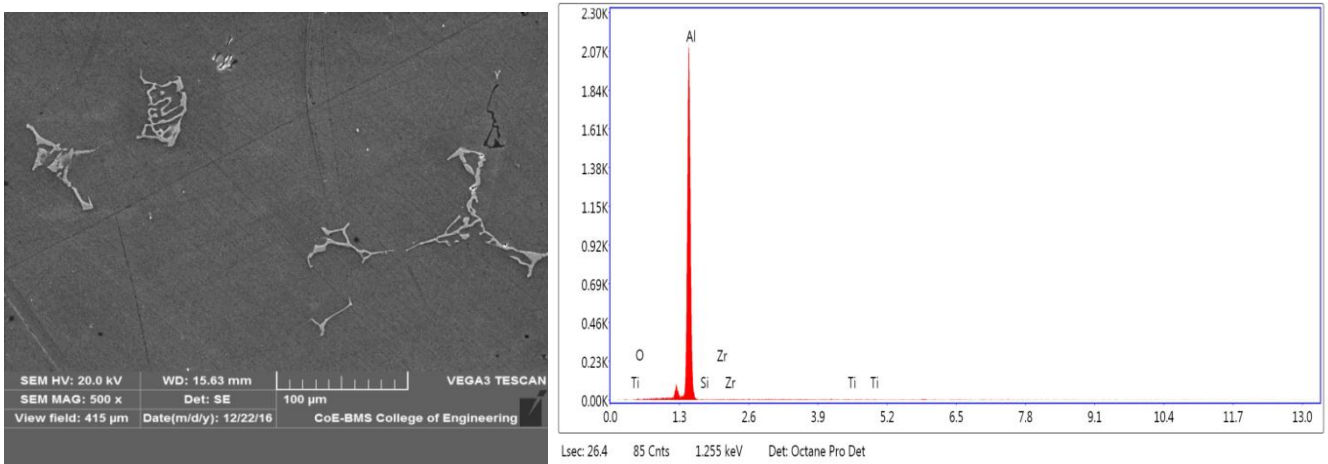 Y
SEM HV: 20.0 kV WD: 15.63 mm VEGA3 TESCAN
SEM MAG: 500 x Det: SE 100 µm
View field: 415 µm Date(m/d/y): 12/22/16 CoE-BMS College of Engineering
2.30K
2.07K
1.84K
1.61K
1.38K
1.15K
0.92K
0.69K
0.46K
0.23K
0.00K
Al
O Zr
Ti Si Zr Ti Ti
0.0 1.3 2.6 3.9 5.2 6.5 7.8 9.1 10.4 11.7 13.0
Lsec: 26.4 85 Cnts 1.255 keV Det: Octane Pro Det